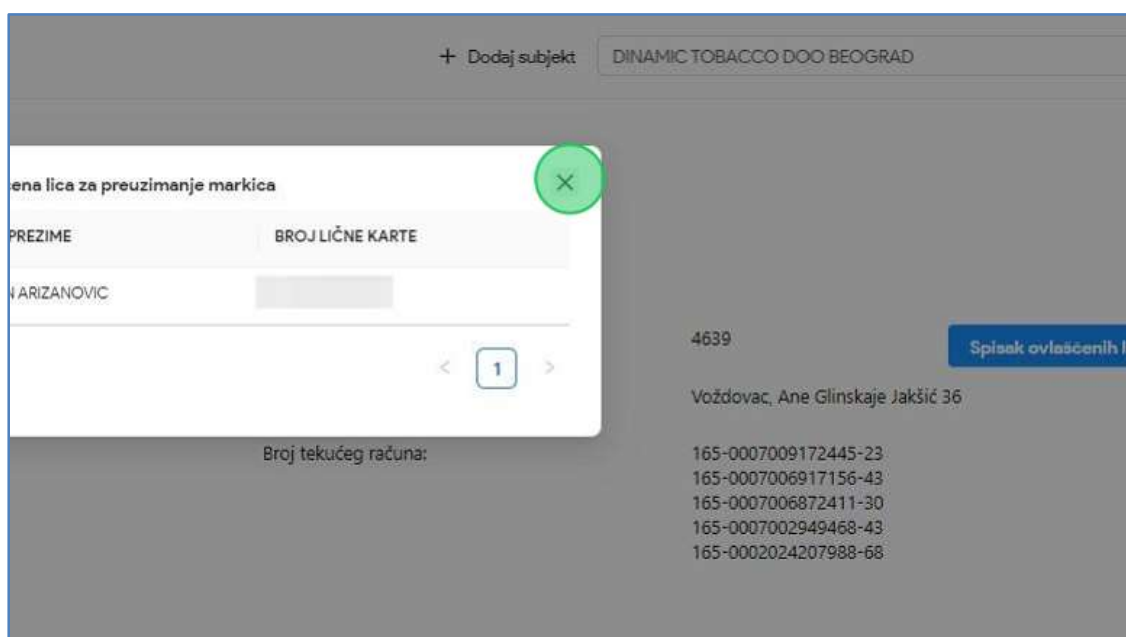 + Dodaj subjekt DINAMIC TOBACCO DOO BEOGRAD
ena lica za preuzimanje markica
PREZIME BROJ LIČNE KARTE
N ARIZANOVIC
4639 Spisak ovlašćenih l
< 1 >
Voždovac, Ane Glinskaje Jakšić 36
Broj tekućeg računa: 165-0007009172445-23
165-0007006917156-43
165-0007006872411-30
165-0007002949468-43
165-0002024207988-68